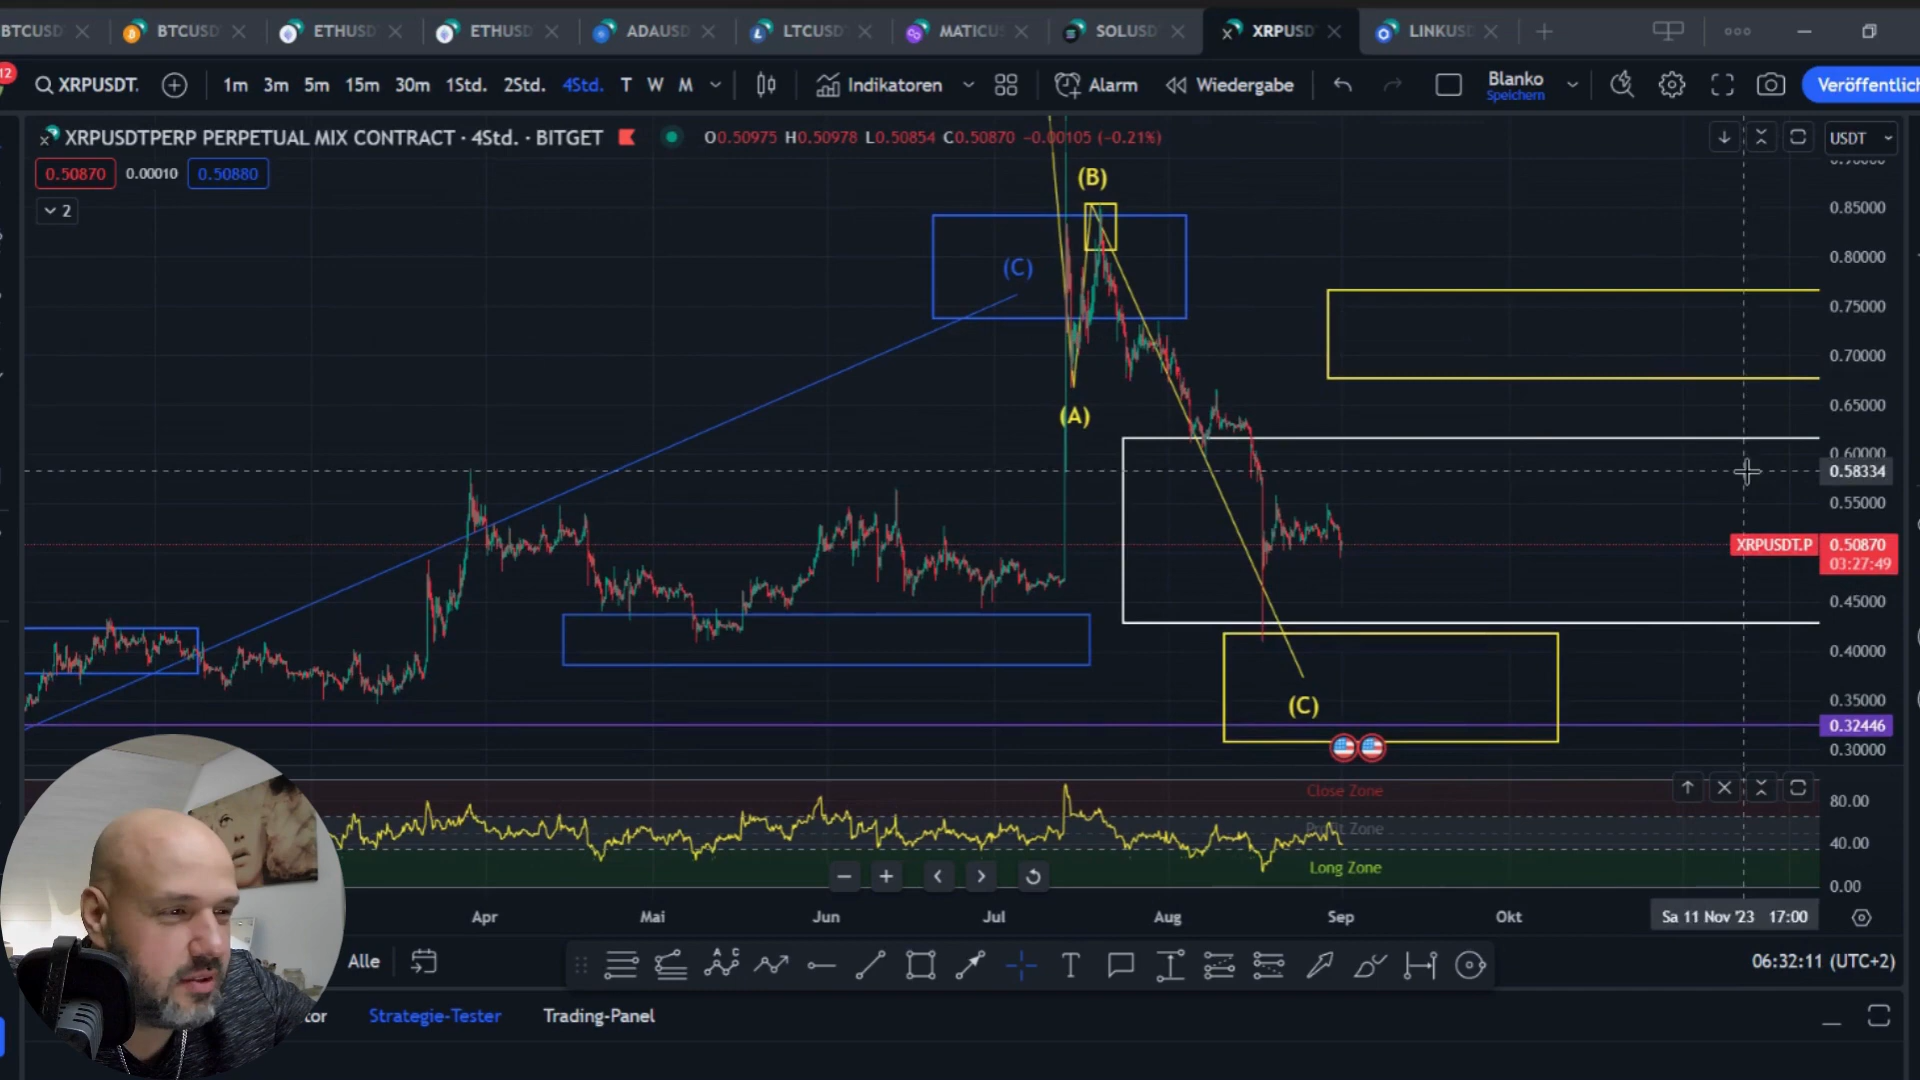 BTCUSD BTCUSD ETHUSD ETHUSD ADAUSD LTCUSD MATICUS SOLUSD XRPUSD LINKUSD
12 XRPUSDT. 1m 3m 5m 15m 30m 1Std. 2Std. 4Std. T W M Indikatoren Alarm Wiedergabe Blanko Veröffentlich
Speichern
XRPUSDTPERP PERPETUAL MIX CONTRACT · 4Std. · BITGET O0.50975 H0.50978 L0.50854 C0.50870 −0.00105 (−0.21%) USDT
0.50870 0.00010 0.50880
2
(B)
0.85000
0.80000
(C)
0.75000
0.70000
(A)
0.65000
0.60000
0.58334
0.55000
XRPUSDT.P 0.50870
03:27:49
0.45000
0.40000
0.35000
(C)
0.32446
0.30000
Close Zone
80.00
Profit Zone
40.00
Long Zone
0.00
Apr Mai Jun Jul Aug Sep Okt Sa 11 Nov '23 17:00
Alle A C B T 06:32:11 (UTC+2)
tor Strategie-Tester Trading-Panel